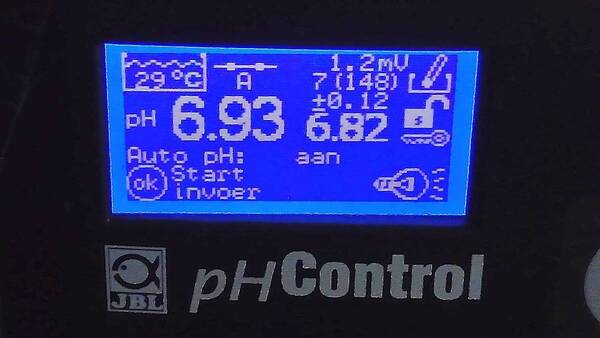 29 °C
A
1.2mV
7 (148)
±0.12
pH 6.93 6.82
Auto pH: aan
ok Start
invoer
JBL pHControl